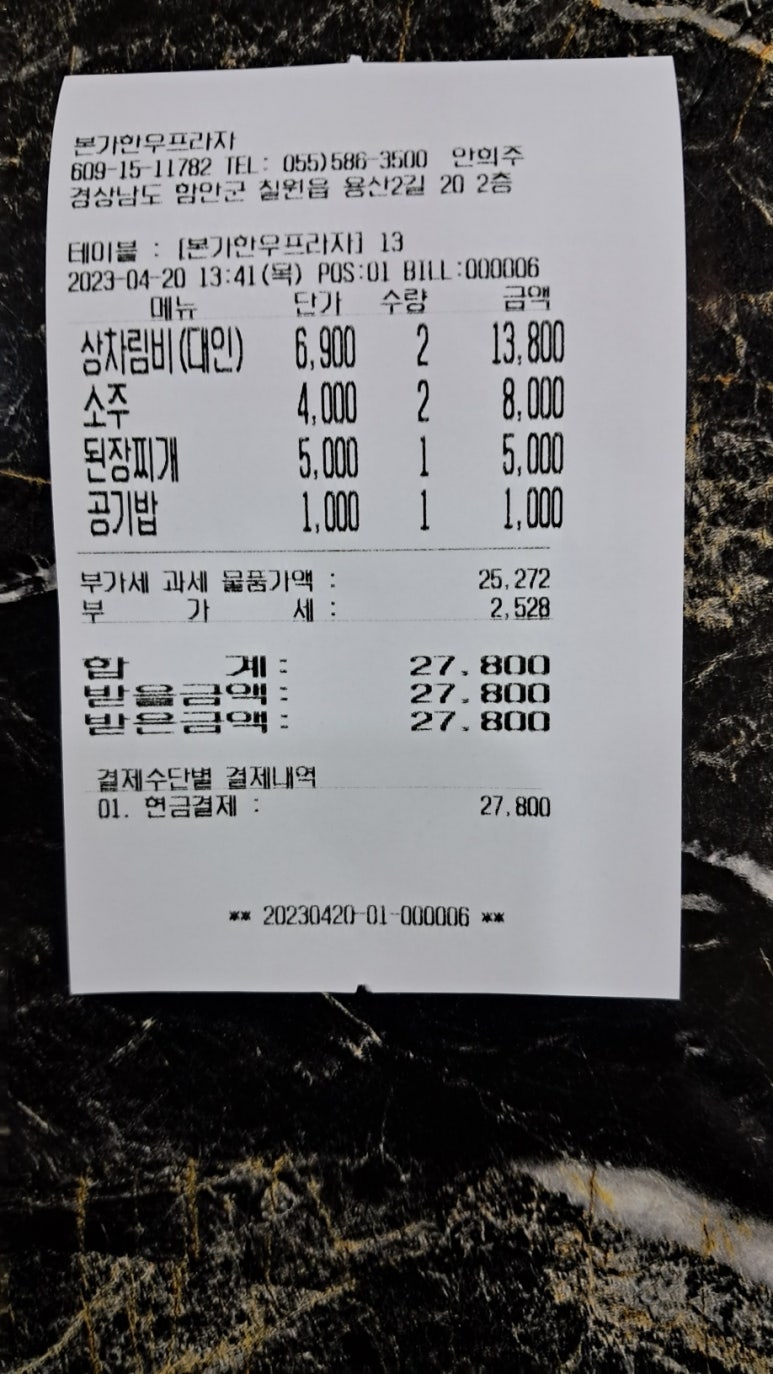 본가한우프라자
609-15-11782 TEL: 055)586-3500 안희주
경상남도 함안군 칠원읍 용산2길 20 2층
테이블 : [본가한우프라자] 13
2023-04-20 13:41(목) POS:01 BILL:000006
메뉴 단가 수량 금액
상차림비(대인) 6,900 2 13,800
소주 4,000 2 8,000
된장찌개 5,000 1 5,000
공기밥 1,000 1 1,000
부가세 과세 물품가액 : 25,272
부 가 세 : 2,528
합 계 : 27,800
받을금액 : 27,800
받은금액 : 27,800
결제수단별 결제내역
01. 현금결제 : 27,800
** 20230420-01-000006 **